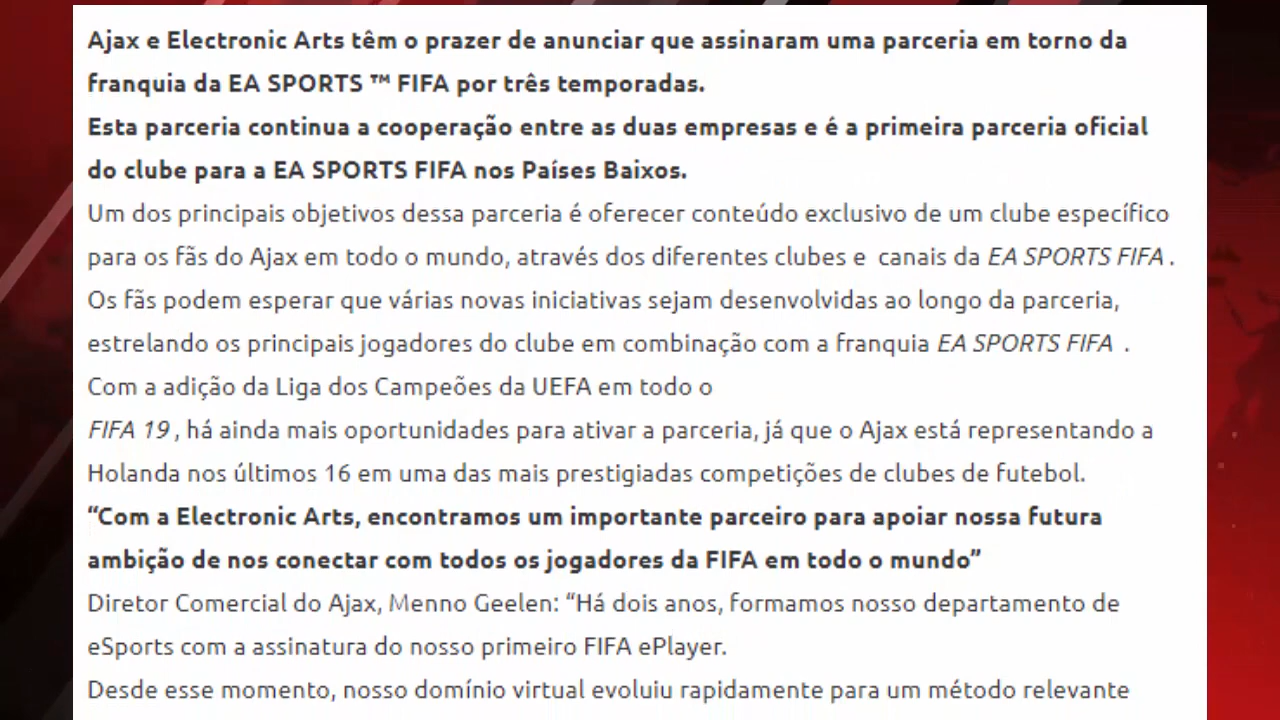 Ajax e Electronic Arts têm o prazer de anunciar que assinaram uma parceria em torno da
franquia da EA SPORTS ™ FIFA por três temporadas.
Esta parceria continua a cooperação entre as duas empresas e é a primeira parceria oficial
do clube para a EA SPORTS FIFA nos Países Baixos.
Um dos principais objetivos dessa parceria é oferecer conteúdo exclusivo de um clube específico
para os fãs do Ajax em todo o mundo, através dos diferentes clubes e  canais da EA SPORTS FIFA .
Os fãs podem esperar que várias novas iniciativas sejam desenvolvidas ao longo da parceria,
estrelando os principais jogadores do clube em combinação com a franquia EA SPORTS FIFA  .
Com a adição da Liga dos Campeões da UEFA em todo o
FIFA 19 , há ainda mais oportunidades para ativar a parceria, já que o Ajax está representando a
Holanda nos últimos 16 em uma das mais prestigiadas competições de clubes de futebol.
“Com a Electronic Arts, encontramos um importante parceiro para apoiar nossa futura
ambição de nos conectar com todos os jogadores da FIFA em todo o mundo”
Diretor Comercial do Ajax, Menno Geelen: “Há dois anos, formamos nosso departamento de
eSports com a assinatura do nosso primeiro FIFA ePlayer.
Desde esse momento, nosso domínio virtual evoluiu rapidamente para um método relevante